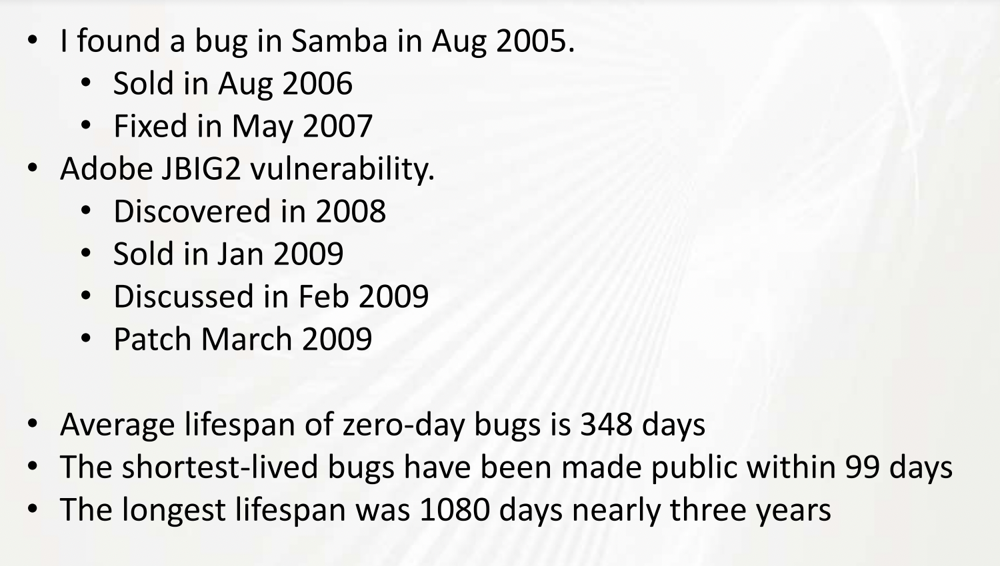 • I found a bug in Samba in Aug 2005.
• Sold in Aug 2006
• Fixed in May 2007
• Adobe JBIG2 vulnerability.
• Discovered in 2008
• Sold in Jan 2009
• Discussed in Feb 2009
• Patch March 2009
• Average lifespan of zero-day bugs is 348 days
• The shortest-lived bugs have been made public within 99 days
• The longest lifespan was 1080 days nearly three years